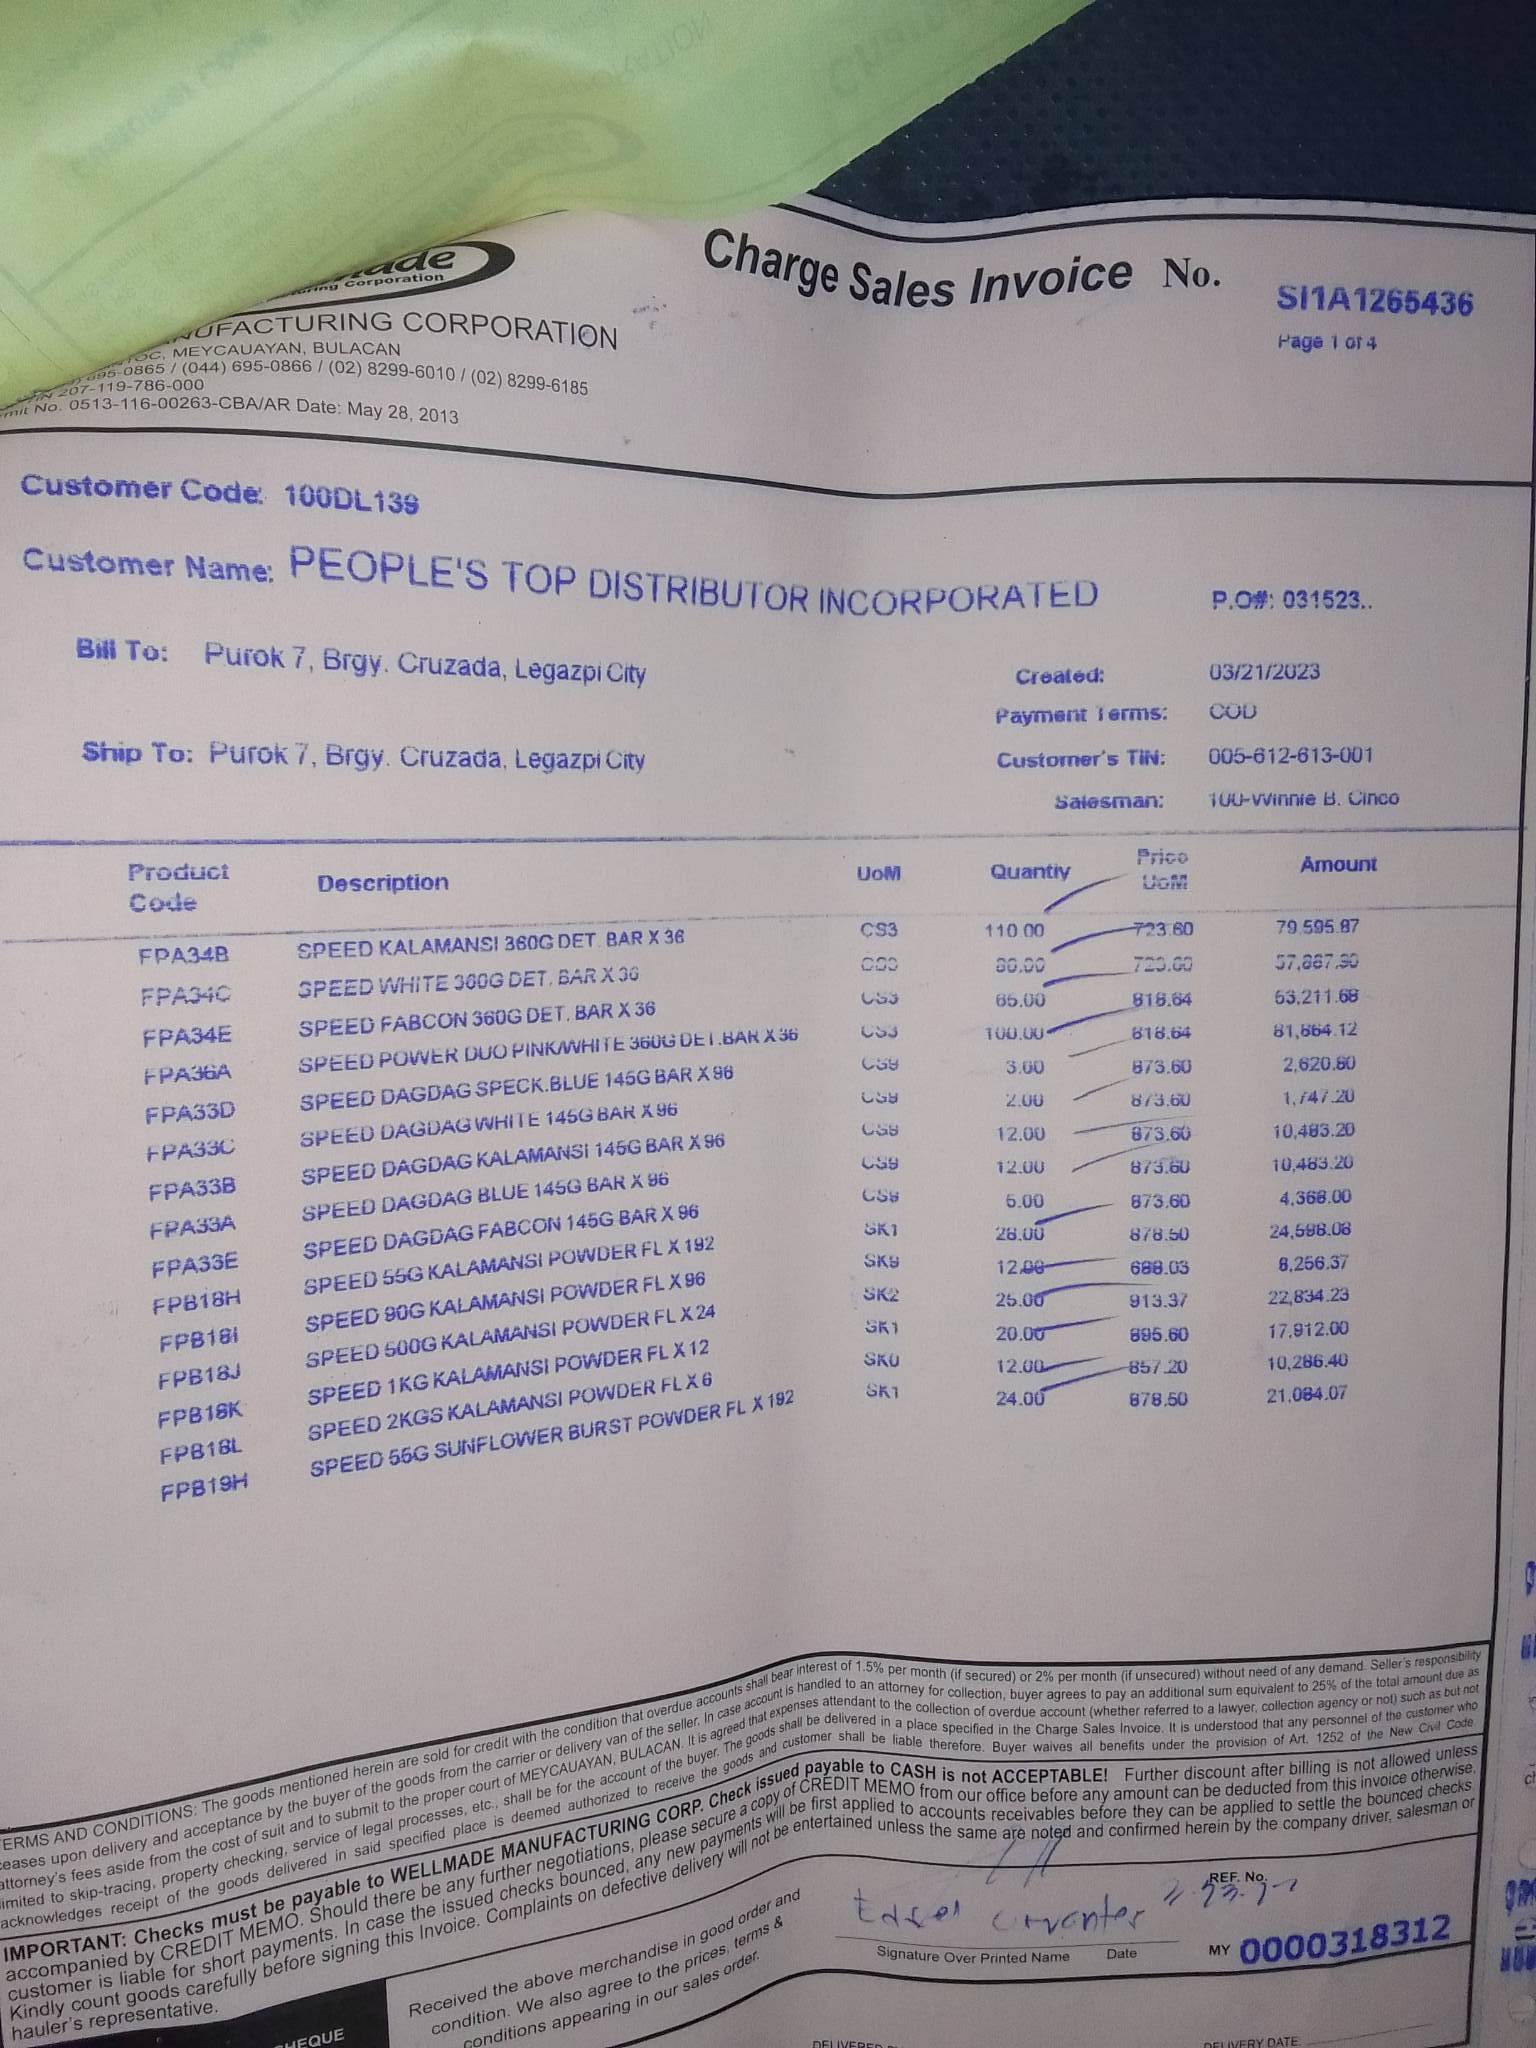 Charge Sales Invoice No. SI1A1265436
Page 1 of 4
Corporation
MANUFACTURING CORPORATION
MEYCAUAYAN, BULACAN
695-0865 / (044) 695-0866 / (02) 8299-6010 / (02) 8299-6185
207-119-786-000
No. 0513-116-00263-CBA/AR Date: May 28, 2013
Customer Code: 100DL139
Customer Name: PEOPLE'S TOP DISTRIBUTOR INCORPORATED P.O#: 031523..
Bill To: Purok 7, Brgy. Cruzada, Legazpi City
Created: 03/21/2023
Payment Terms: COD
Ship To: Purok 7, Brgy. Cruzada, Legazpi City
Customer's TIN: 005-612-613-001
Salesman: 100-Winnie B. Cinco
Product Code Description UoM Quantiy Price UoM Amount
FPA34B SPEED KALAMANSI 360G DET. BAR X 36 CS3 110.00 723.60 79,595.87
FPA34C SPEED WHITE 360G DET. BAR X 36 CS3 80.00 723.60 57,887.90
FPA34E SPEED FABCON 360G DET. BAR X 36 CS3 65.00 818.64 53,211.68
FPA36A SPEED POWER DUO PINK/WHITE 360G DET.BAR X 36 CS3 100.00 818.64 81,864.12
FPA33D SPEED DAGDAG SPECK.BLUE 145G BAR X 96 CS9 3.00 873.60 2,620.80
FPA33C SPEED DAGDAG WHITE 145G BAR X 96 CS9 2.00 873.60 1,747.20
FPA33B SPEED DAGDAG KALAMANSI 145G BAR X 96 CS9 12.00 873.60 10,483.20
FPA33A SPEED DAGDAG BLUE 145G BAR X 96 CS9 12.00 873.60 10,483.20
FPA33E SPEED DAGDAG FABCON 145G BAR X 96 CS9 5.00 873.60 4,368.00
FPB18H SPEED 55G KALAMANSI POWDER FL X 192 SK1 28.00 878.50 24,598.08
FPB18I SPEED 90G KALAMANSI POWDER FL X 96 SK9 12.00 688.03 8,256.37
FPB18J SPEED 500G KALAMANSI POWDER FL X 24 SK2 25.00 913.37 22,834.23
FPB18K SPEED 1KG KALAMANSI POWDER FL X 12 SK1 20.00 895.60 17,912.00
FPB18L SPEED 2KGS KALAMANSI POWDER FL X 6 SK0 12.00 857.20 10,286.40
FPB19H SPEED 55G SUNFLOWER BURST POWDER FL X 192 SK1 24.00 878.50 21,084.07
TERMS AND CONDITIONS: The goods mentioned herein are sold for credit with the condition that overdue accounts shall bear interest of 1.5% per month (if secured) or 2% per month (if unsecured) without need of any demand. Seller's responsibility
ceases upon delivery and acceptance by the buyer of the goods from the carrier or delivery van of the seller. In case account is handled to an attorney for collection, buyer agrees to pay an additional sum equivalent to 25% of the total amount due as
attorney's fees aside from the cost of suit and to submit to the proper court of MEYCAUAYAN, BULACAN. It is agreed that expenses attendant to the collection of overdue account (whether referred to a lawyer, collection agency or not) such as but not
limited to skip-tracing, property checking, service of legal processes, etc., shall be for the account of the buyer. The goods shall be delivered in a place specified in the Charge Sales Invoice. It is understood that any personnel of the customer who
acknowledges receipt of the goods delivered in said specified place is deemed authorized to receive the goods and customer shall be liable therefore. Buyer waives all benefits under the provision of Art. 1252 of the New Civil Code
IMPORTANT: Checks must be payable to WELLMADE MANUFACTURING CORP. Check issued payable to CASH is not ACCEPTABLE! Further discount after billing is not allowed unless
accompanied by CREDIT MEMO. Should there be any further negotiations, please secure a copy of CREDIT MEMO from our office before any amount can be deducted from this invoice otherwise,
customer is liable for short payments. In case the issued checks bounced, any new payments will be first applied to accounts receivables before they can be applied to settle the bounced checks.
Kindly count goods carefully before signing this Invoice. Complaints on defective delivery will not be entertained unless the same are noted and confirmed herein by the company driver, salesman or
hauler's representative.
Received the above merchandise in good order and
condition. We also agree to the prices, terms &
conditions appearing in our sales order.
Signature Over Printed Name Date
REF. No.
MY 0000318312
CHEQUE
DELIVERY DATE: